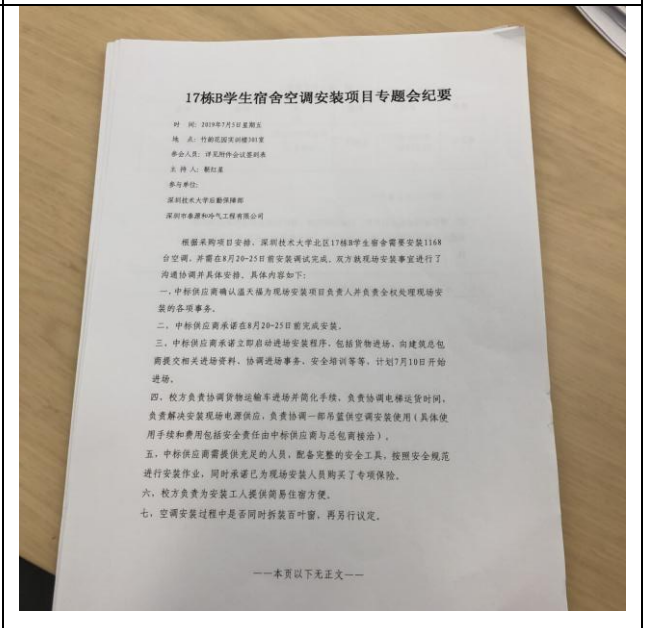 17栋B学生宿舍空调安装项目专题会纪要
时 间: 2019年7月5日星期五
地 点: 竹韵花园实训楼301室
参会人员: 详见附件会议签到表
主 持 人:
参与单位:
深圳技术大学后勤保障部
深圳市泰源和冷气工程有限公司
根据采购项目安排, 深圳技术大学北区17栋B学生宿舍需要安装1168
台空调, 并需在8月20-25日前安装调试完成。双方就现场安装事宜进行了
沟通协调并具体安排。具体内容如下:
一、中标供应商确认温天福为现场安装项目负责人并负责全权处理现场安
装的各项事务。
二、中标供应商承诺在8月20-25日前完成安装。
三、中标供应商承诺立即启动进场安装程序, 包括货物进场、向建筑总包
商提交相关进场资料、协调进场事务、安全培训等等, 计划7月10日开始
进场。
四、校方负责协调货物运输车进场并简化手续, 负责协调电梯运货时间,
负责解决安装现场电源供应, 负责协调一部吊篮供空调安装使用(具体使
用手续和费用包括安全责任由中标供应商与总包商接洽)。
五、中标供应商需提供充足的人员, 配备完整的安全工具, 按照安全规范
进行安装作业, 同时承诺已为现场安装人员购买了专项保险。
六、校方负责为安装工人提供简易住宿方便。
七、空调安装过程中是否同时拆装百叶窗, 再另行议定。
——本页以下无正文——